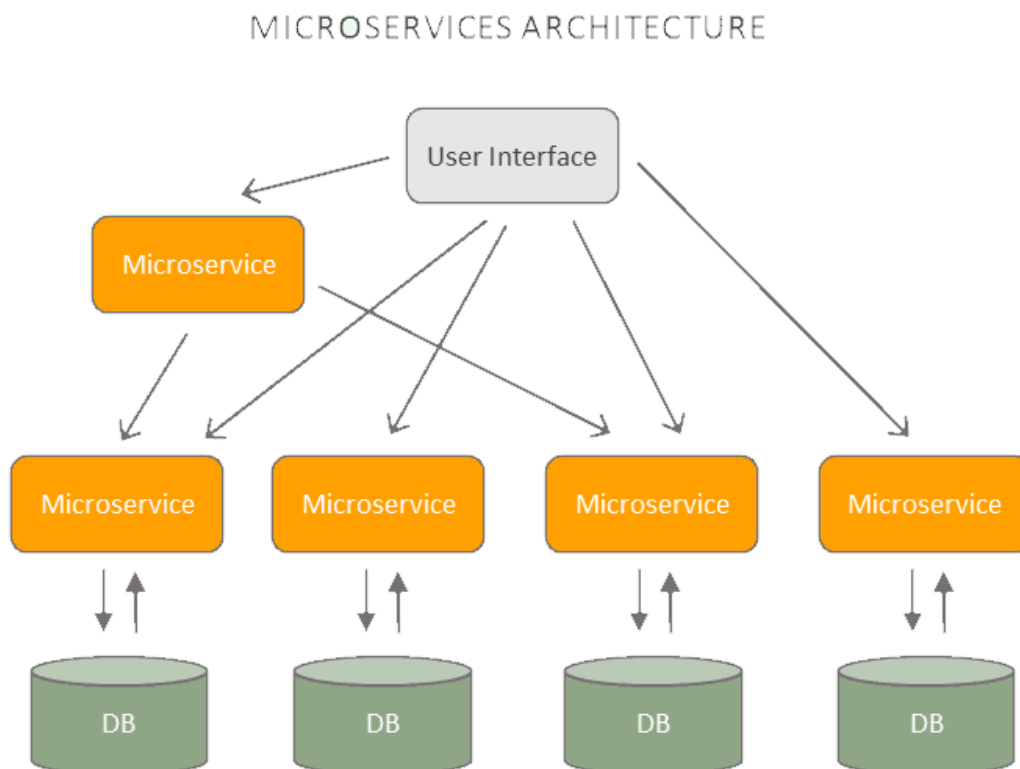 MICROSERVICES ARCHITECTURE
User Interface
Microservice
Microservice
Microservice
Microservice
Microservice
DB
DB
DB
DB